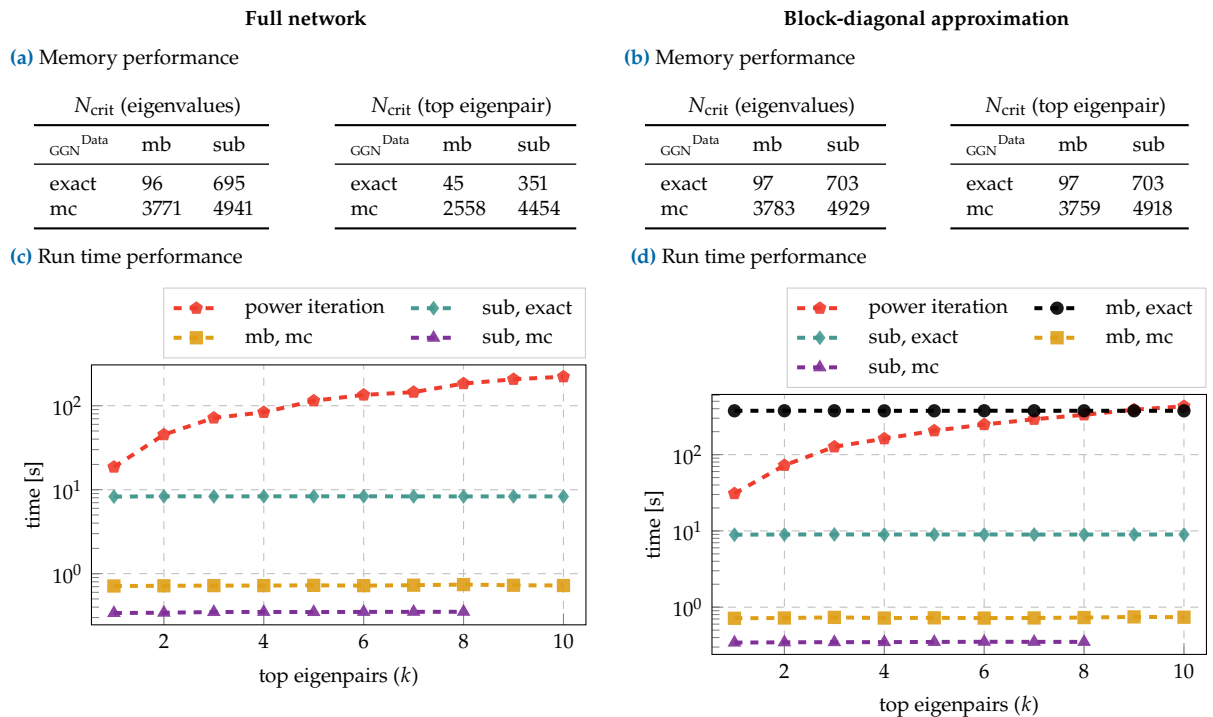 Full network
Block-diagonal approximation
(a) Memory performance
(b) Memory performance
N_crit (eigenvalues)
GGN^Data mb sub
exact 96 695
mc 3771 4941
N_crit (top eigenpair)
GGN^Data mb sub
exact 45 351
mc 2558 4454
N_crit (eigenvalues)
GGN^Data mb sub
exact 97 703
mc 3783 4929
N_crit (top eigenpair)
GGN^Data mb sub
exact 97 703
mc 3759 4918
(c) Run time performance
power iteration sub, exact
mb, mc sub, mc
10^2
10^1
10^0
time [s]
2 4 6 8 10
top eigenpairs (k)
(d) Run time performance
power iteration mb, exact
sub, exact mb, mc
sub, mc
10^2
10^1
10^0
time [s]
2 4 6 8 10
top eigenpairs (k)